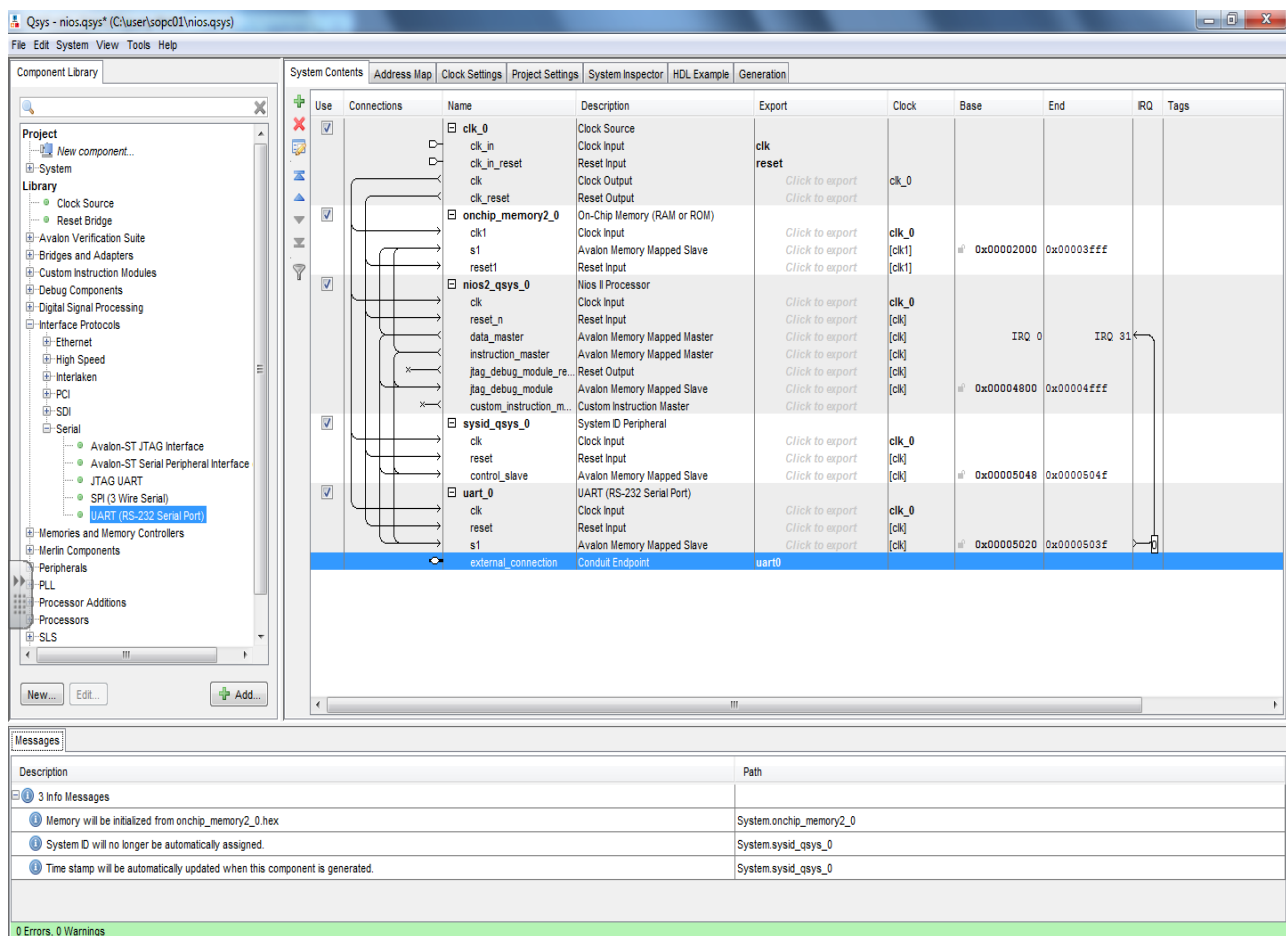 Qsys - nios.qsys* (C:\user\sopc01\nios.qsys)
File Edit System View Tools Help
Component Library
Project
New component...
System
Library
Clock Source
Reset Bridge
Avalon Verification Suite
Bridges and Adapters
Custom Instruction Modules
Debug Components
Digital Signal Processing
Interface Protocols
Ethernet
High Speed
Interlaken
PCI
SDI
Serial
Avalon-ST JTAG Interface
Avalon-ST Serial Peripheral Interface
JTAG UART
SPI (3 Wire Serial)
UART (RS-232 Serial Port)
Memories and Memory Controllers
Merlin Components
Peripherals
PLL
Processor Additions
Processors
SLS
New... Edit... Add...
System Contents Address Map Clock Settings Project Settings System Inspector HDL Example Generation
Use Connections Name Description Export Clock Base End IRQ Tags
clk_0 Clock Source
clk_in Clock Input clk
clk_in_reset Reset Input reset
clk Clock Output Click to export clk_0
clk_reset Reset Output Click to export
onchip_memory2_0 On-Chip Memory (RAM or ROM)
clk1 Clock Input Click to export clk_0
s1 Avalon Memory Mapped Slave Click to export [clk1] 0x00002000 0x00003fff
reset1 Reset Input Click to export [clk1]
nios2_qsys_0 Nios II Processor
clk Clock Input Click to export clk_0
reset_n Reset Input Click to export [clk]
data_master Avalon Memory Mapped Master Click to export [clk] IRQ 0 IRQ 31
instruction_master Avalon Memory Mapped Master Click to export [clk]
jtag_debug_module_re... Reset Output Click to export [clk]
jtag_debug_module Avalon Memory Mapped Slave Click to export [clk] 0x00004800 0x00004fff
custom_instruction_m... Custom Instruction Master Click to export
sysid_qsys_0 System ID Peripheral
clk Clock Input Click to export clk_0
reset Reset Input Click to export [clk]
control_slave Avalon Memory Mapped Slave Click to export [clk] 0x00005048 0x0000504f
uart_0 UART (RS-232 Serial Port)
clk Clock Input Click to export clk_0
reset Reset Input Click to export [clk]
s1 Avalon Memory Mapped Slave Click to export [clk] 0x00005020 0x0000503f 0
external_connection Conduit Endpoint uart0
Messages
Description Path
3 Info Messages
Memory will be initialized from onchip_memory2_0.hex System.onchip_memory2_0
System ID will no longer be automatically assigned. System.sysid_qsys_0
Time stamp will be automatically updated when this component is generated. System.sysid_qsys_0
0 Errors, 0 Warnings